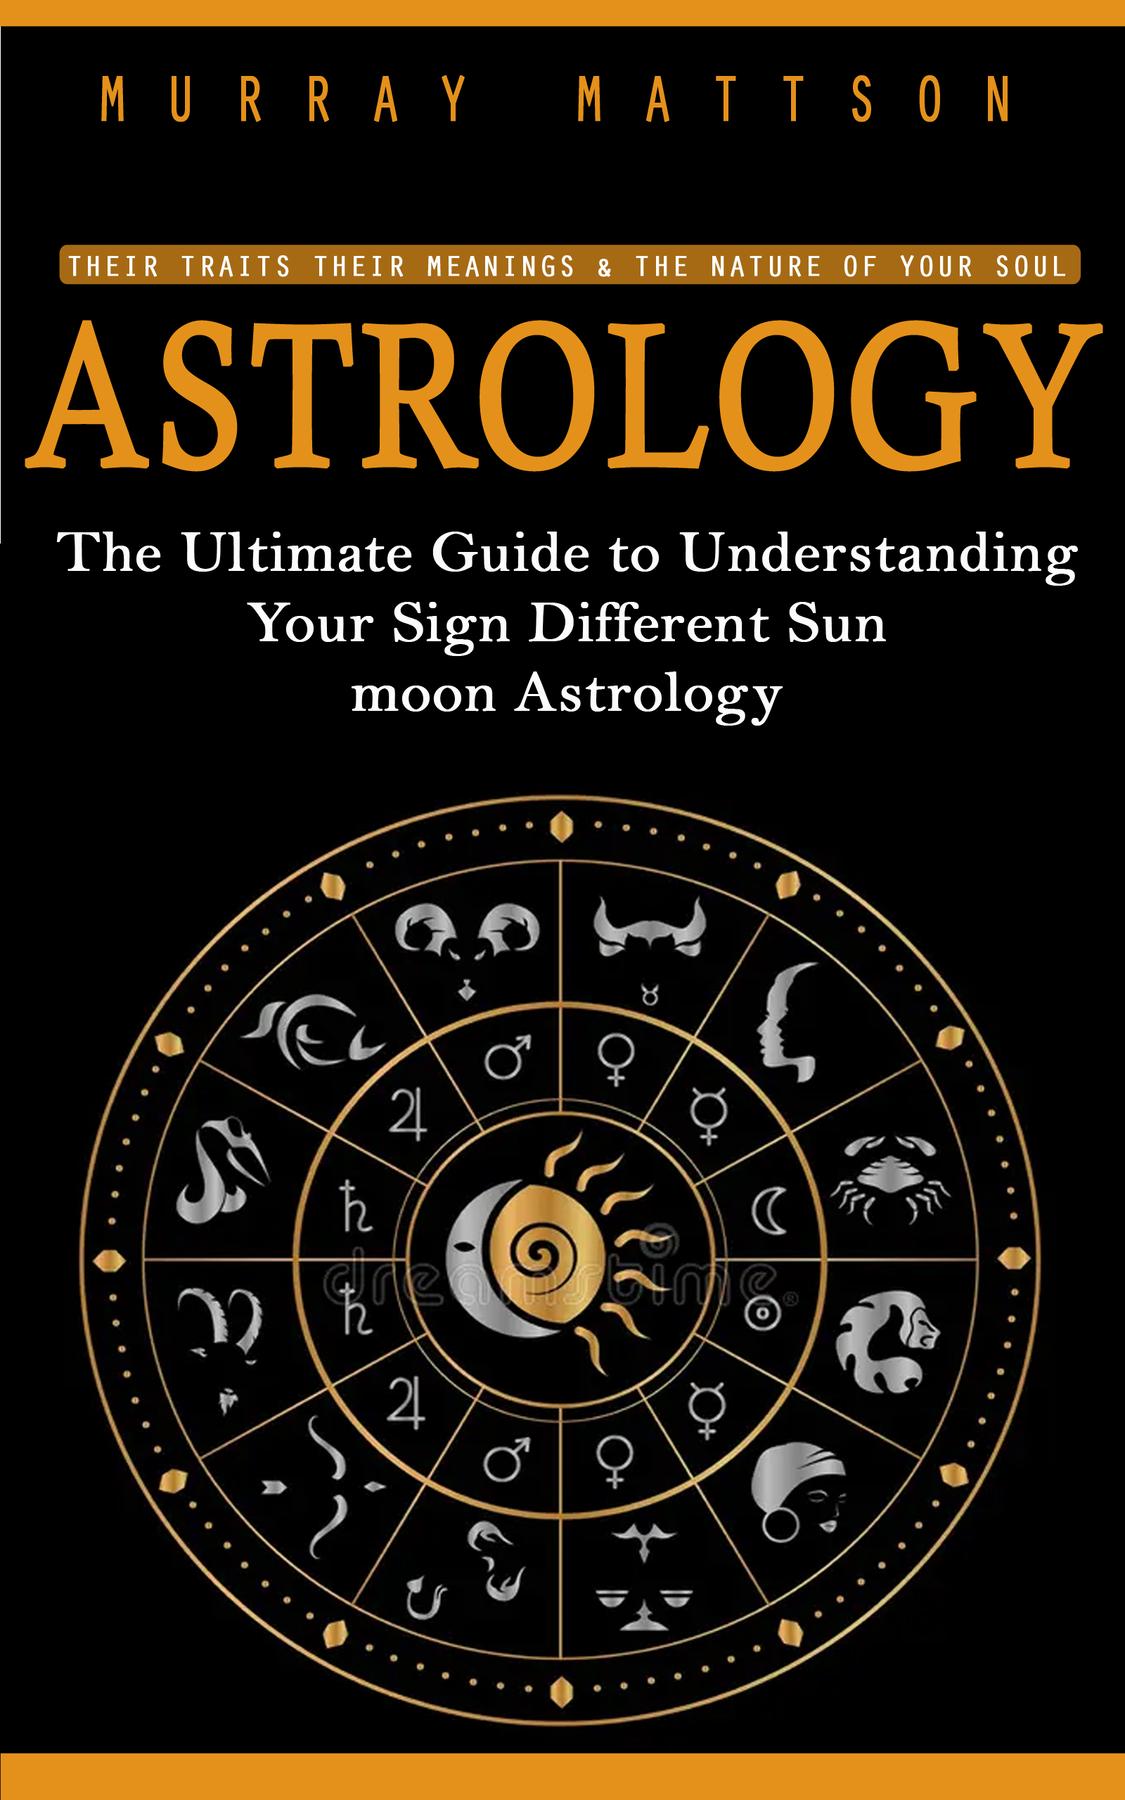 MURRAY MATTSON
THEIR TRAITS THEIR MEANINGS & THE NATURE OF YOUR SOUL
ASTROLOGY
The Ultimate Guide to Understanding
Your Sign Different Sun
moon Astrology
dreamstime®